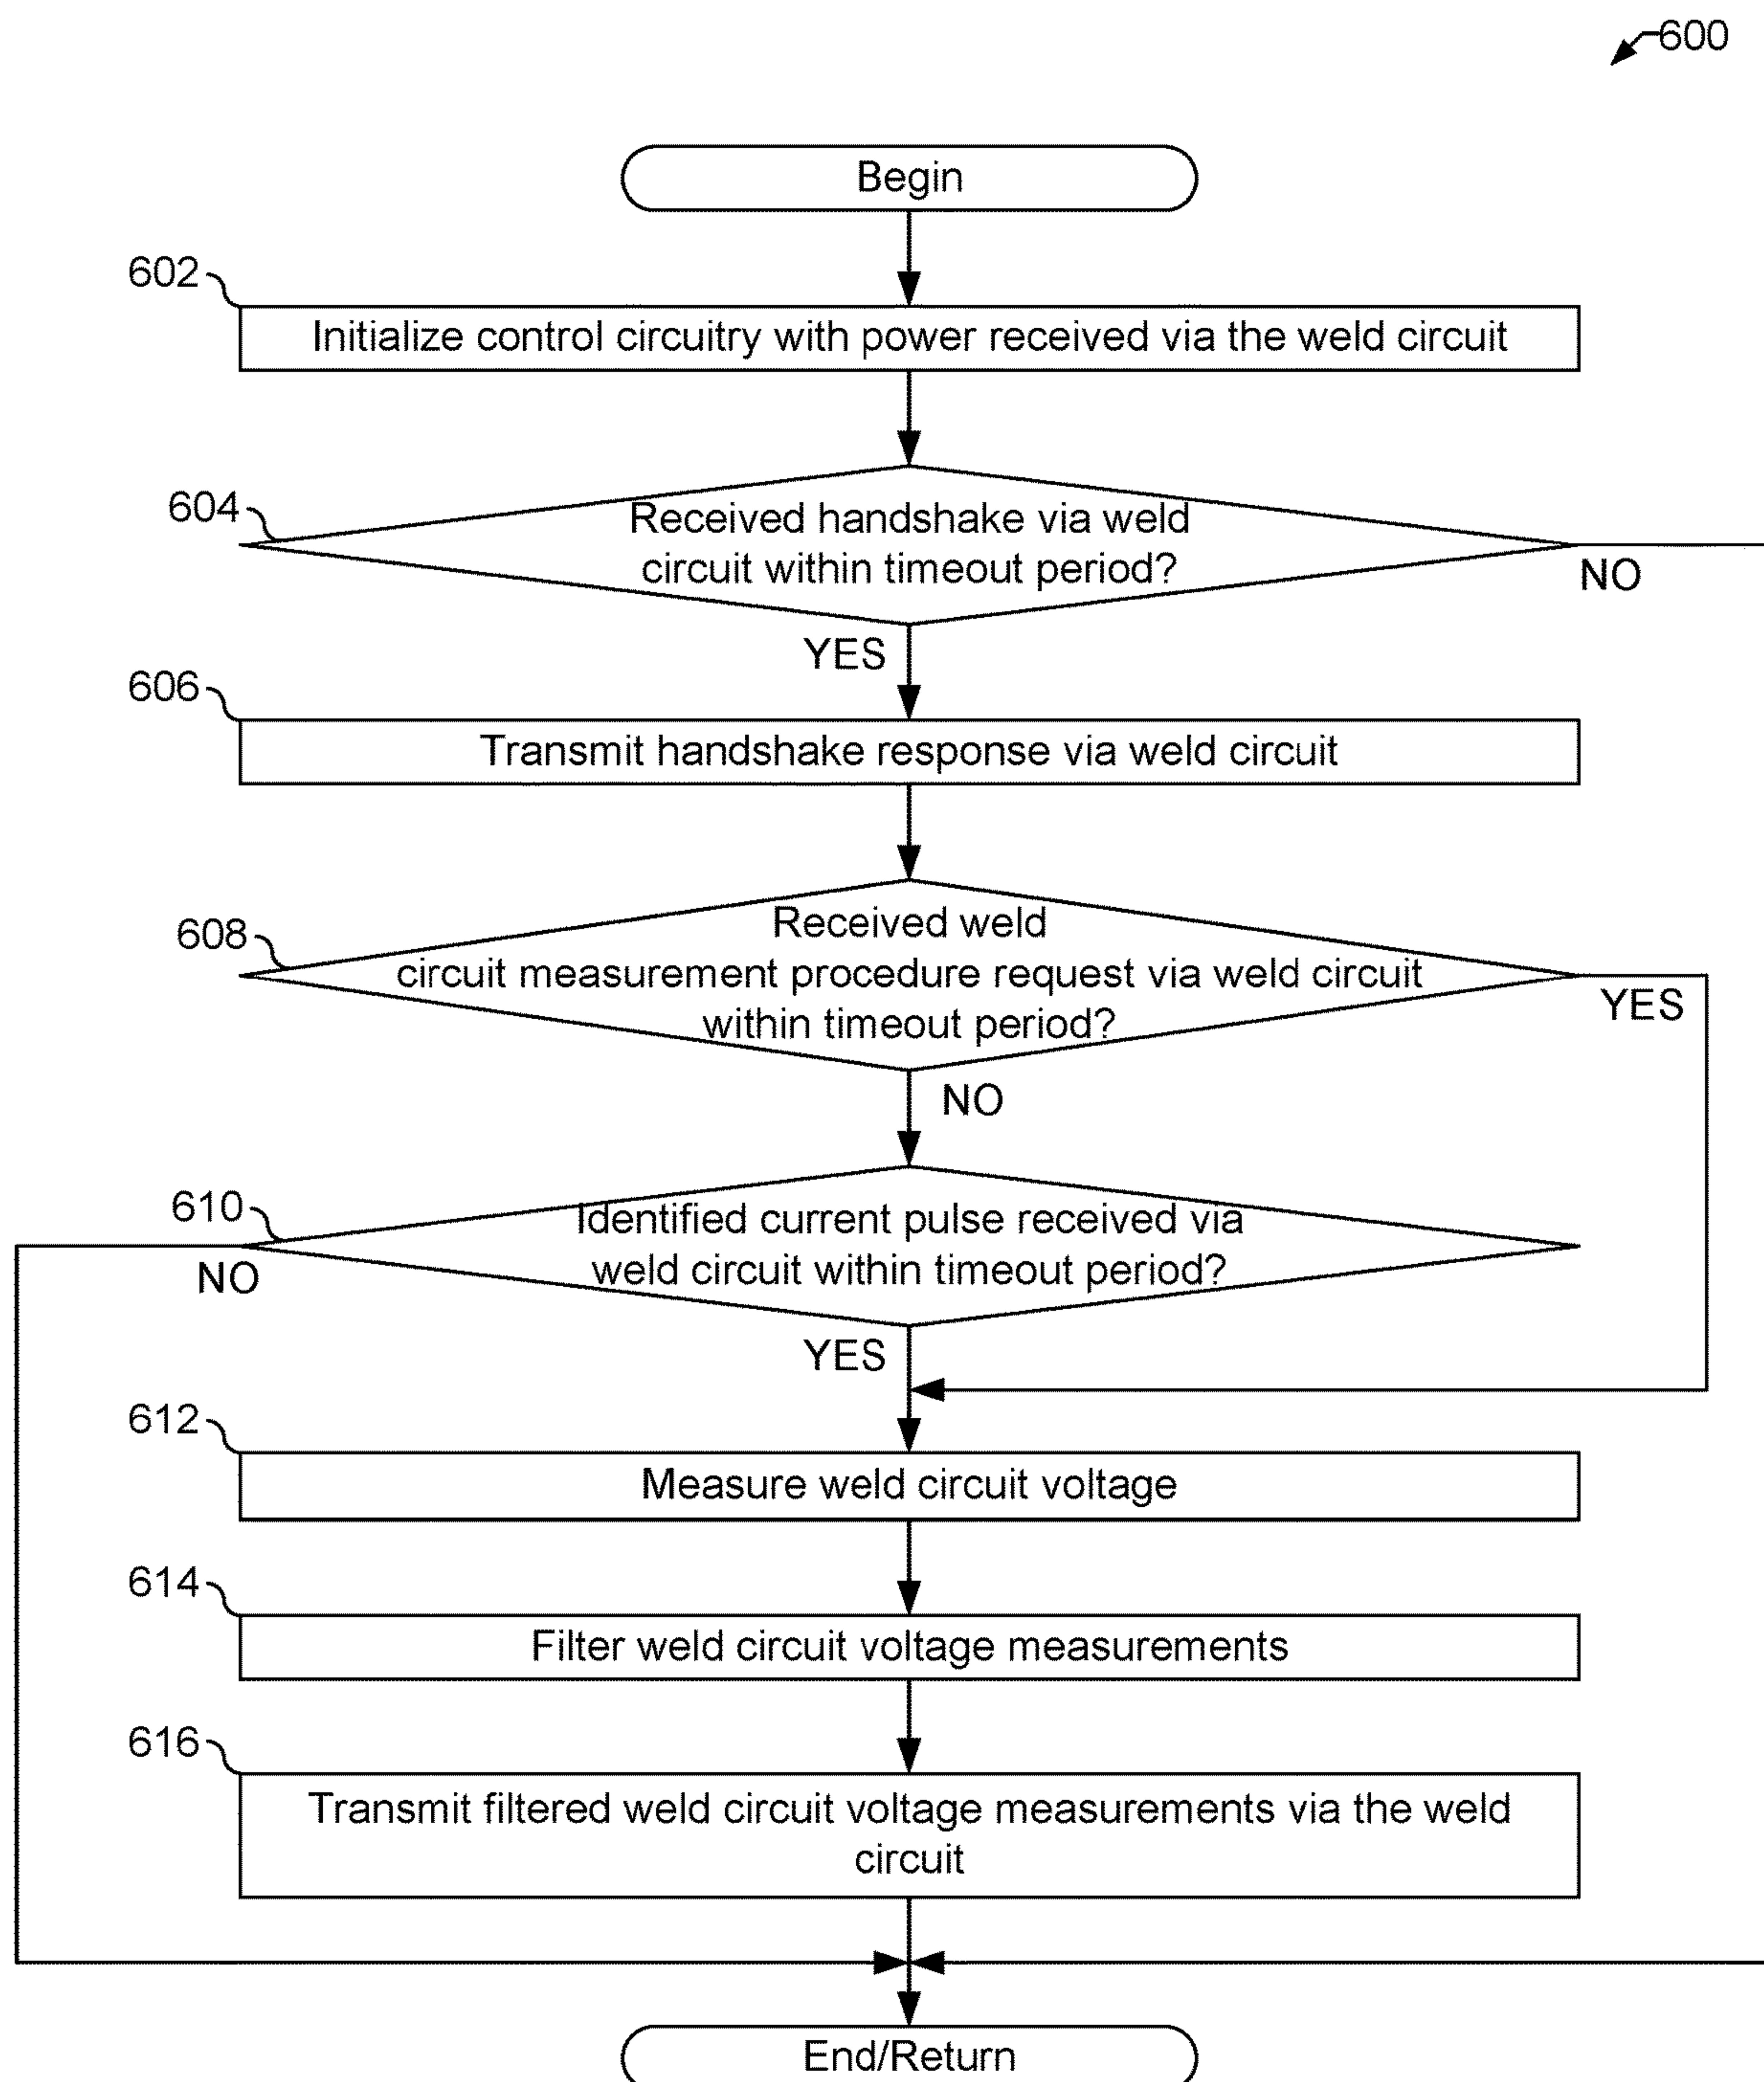 600
Begin
602
Initialize control circuitry with power received via the weld circuit
604
Received handshake via weld
circuit within timeout period?
NO
YES
606
Transmit handshake response via weld circuit
608
Received weld
circuit measurement procedure request via weld circuit
within timeout period?
YES
NO
610
Identified current pulse received via
weld circuit within timeout period?
NO
YES
612
Measure weld circuit voltage
614
Filter weld circuit voltage measurements
616
Transmit filtered weld circuit voltage measurements via the weld
circuit
End/Return